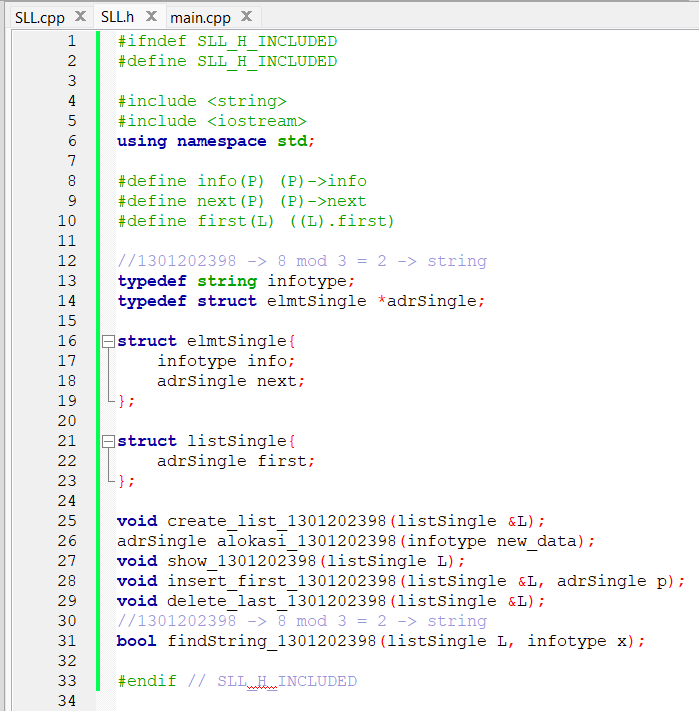 SLL.cpp SLL.h main.cpp
1 #ifndef SLL_H_INCLUDED
2 #define SLL_H_INCLUDED
3
4 #include <string>
5 #include <iostream>
6 using namespace std;
7
8 #define info(P) (P)->info
9 #define next(P) (P)->next
10 #define first(L) ((L).first)
11
12 //1301202398 -> 8 mod 3 = 2 -> string
13 typedef string infotype;
14 typedef struct elmtSingle *adrSingle;
15
16 struct elmtSingle{
17     infotype info;
18     adrSingle next;
19 };
20
21 struct listSingle{
22     adrSingle first;
23 };
24
25 void create_list_1301202398(listSingle &L);
26 adrSingle alokasi_1301202398(infotype new_data);
27 void show_1301202398(listSingle L);
28 void insert_first_1301202398(listSingle &L, adrSingle p);
29 void delete_last_1301202398(listSingle &L);
30 //1301202398 -> 8 mod 3 = 2 -> string
31 bool findString_1301202398(listSingle L, infotype x);
32
33 #endif // SLL_H_INCLUDED
34